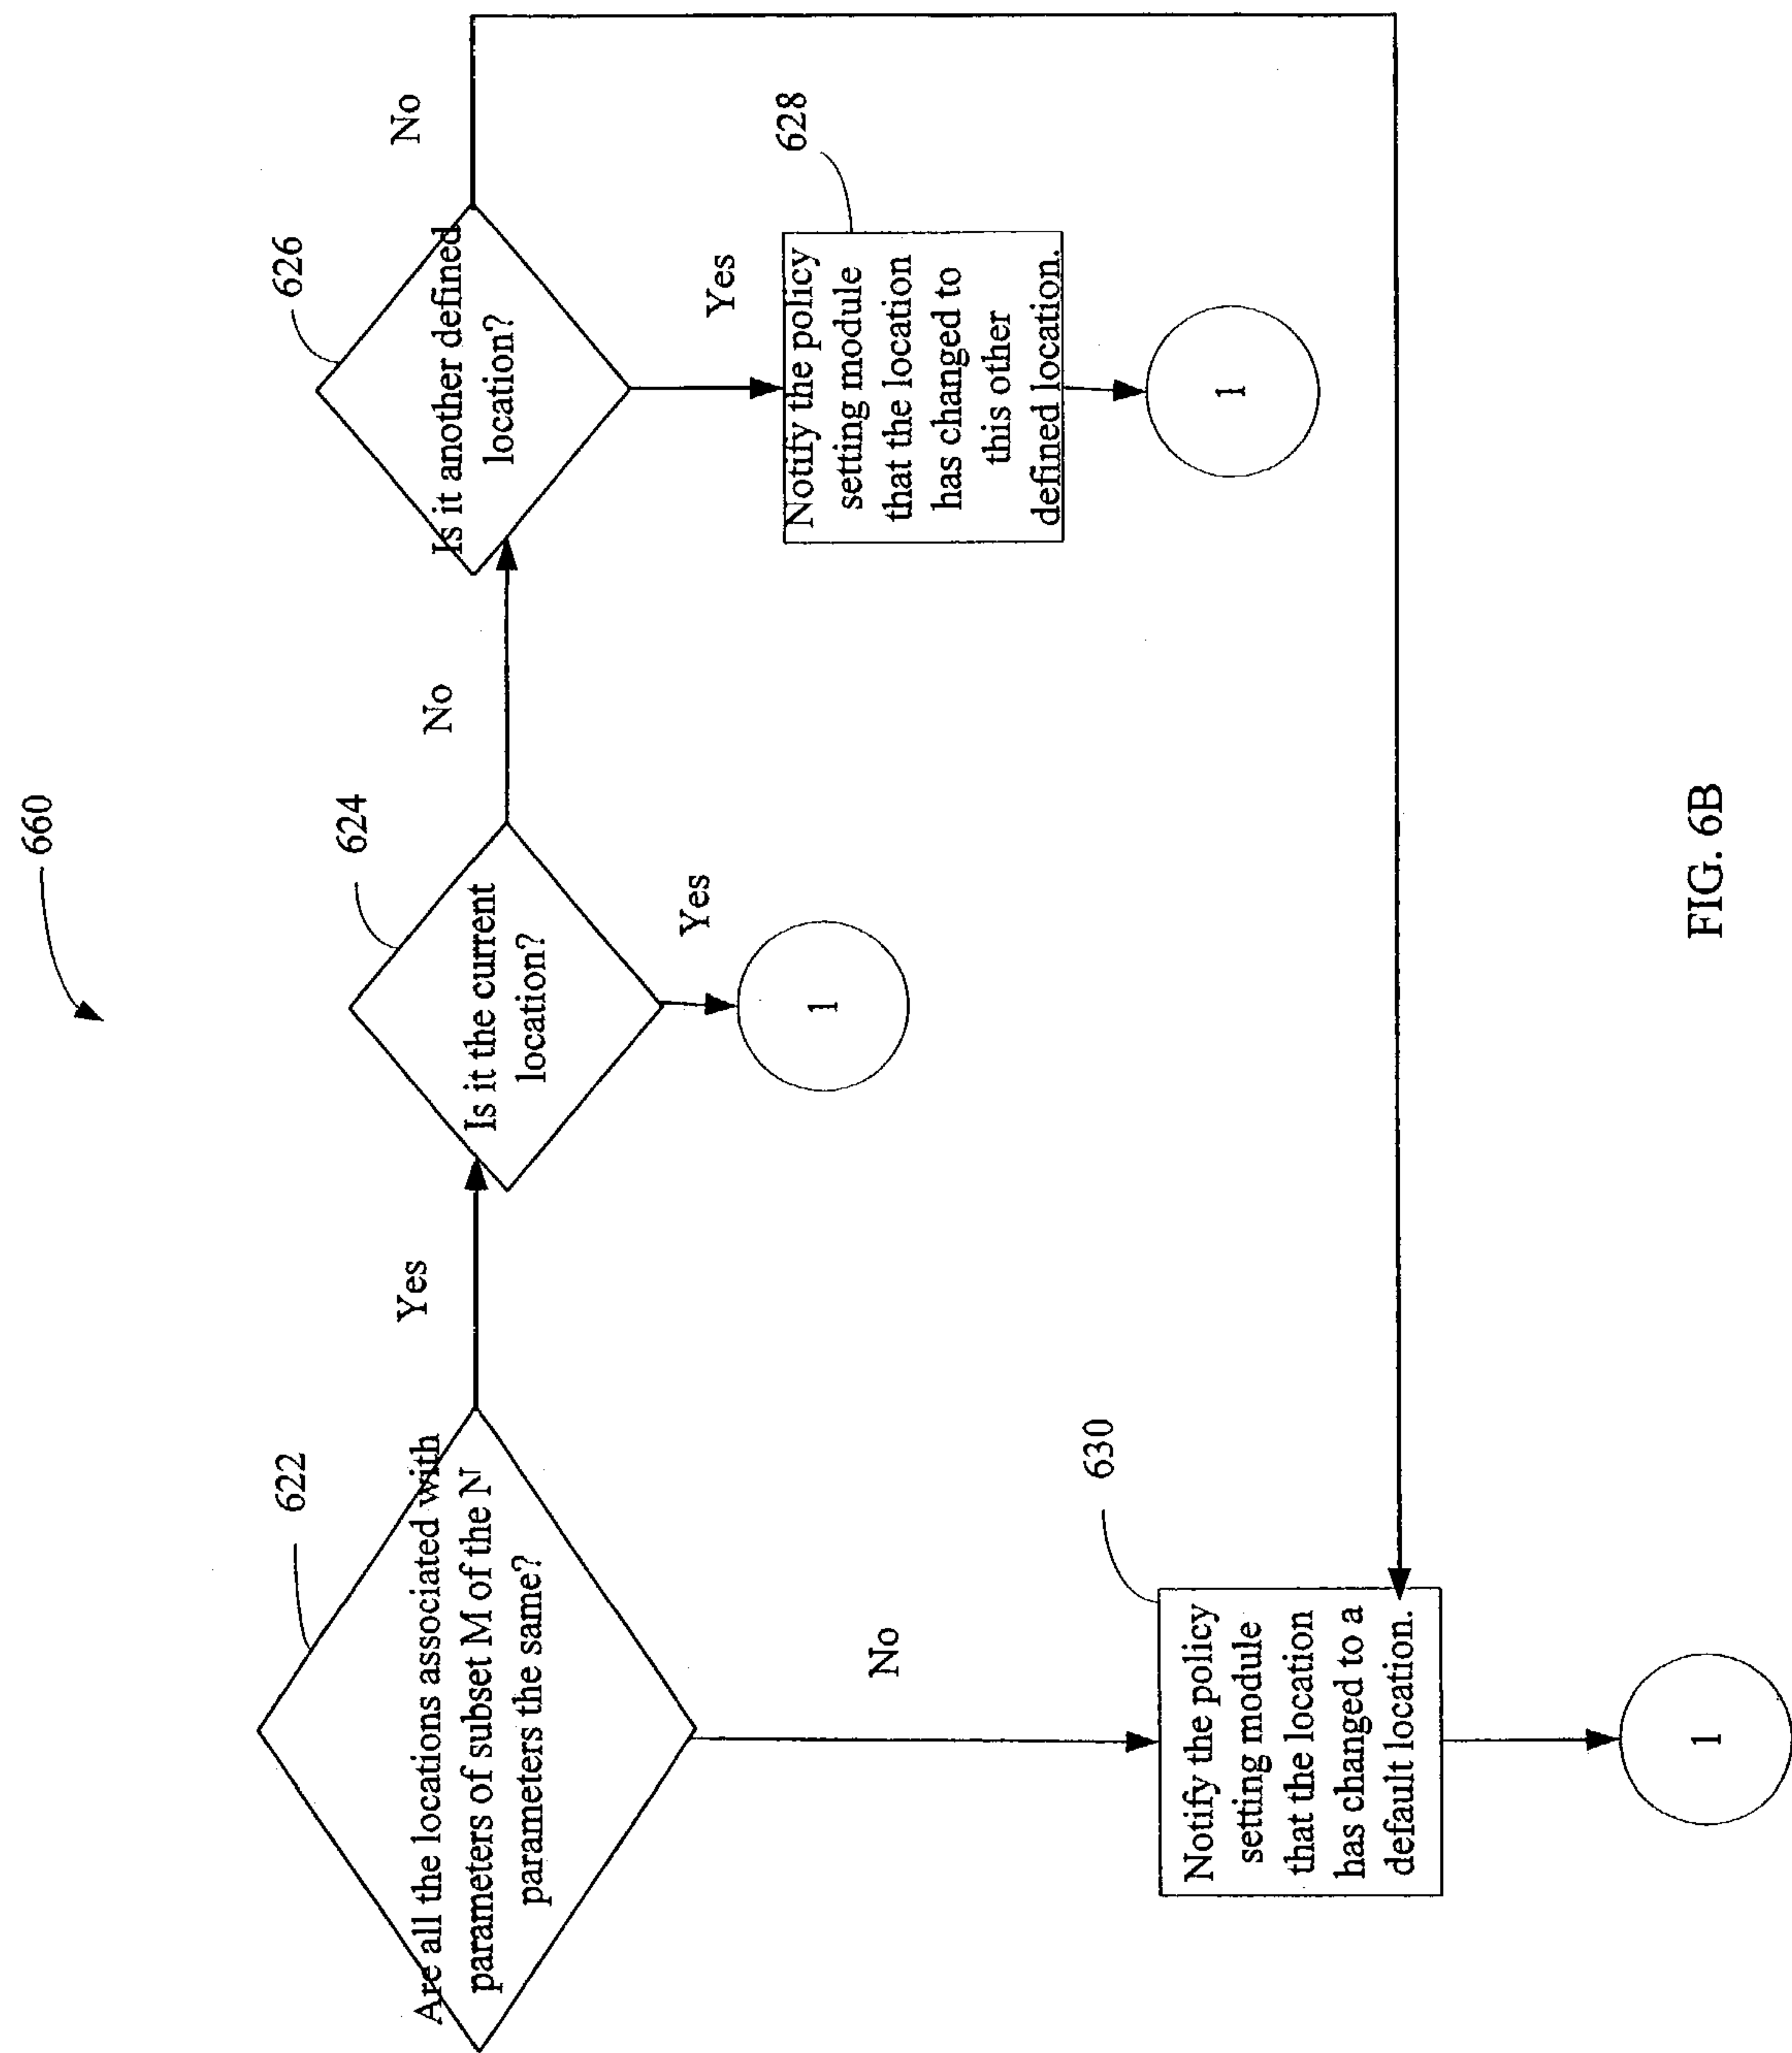 660
622
Are all the locations associated with
parameters of subset M of the N
parameters the same?
Yes
624
Is it the current
location?
No
626
Is it another defined
location?
No
Yes
1
Yes
628
Notify the policy
setting module
that the location
has changed to
this other
defined location.
1
No
630
Notify the policy
setting module
that the location
has changed to a
default location.
1
FIG. 6B